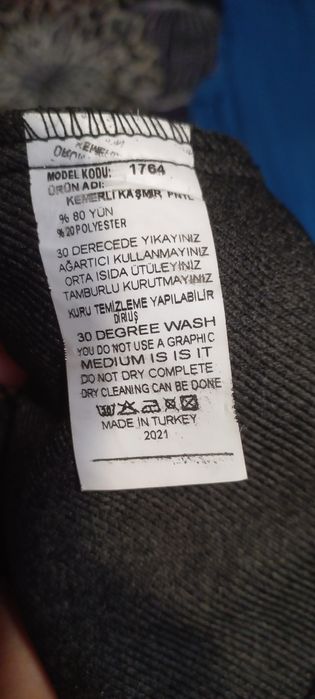 MODEL KODU: 1764
ÜRÜN ADI:
KEMERLİ KAŞMİR PNTL
% 80 YÜN
% 20 POLYESTER
30 DERECEDE YIKAYINIZ
AĞARTICI KULLANMAYINIZ
ORTA ISIDA ÜTÜLEYİNİZ
TAMBURLU KURUTMAYINIZ
KURU TEMİZLEME YAPILABİLİR
30 DEGREE WASH
YOU DO NOT USE A GRAPHIC
MEDIUM IS IS IT
DO NOT DRY COMPLETE
DRY CLEANING CAN BE DONE
30
MADE IN TURKEY
2021